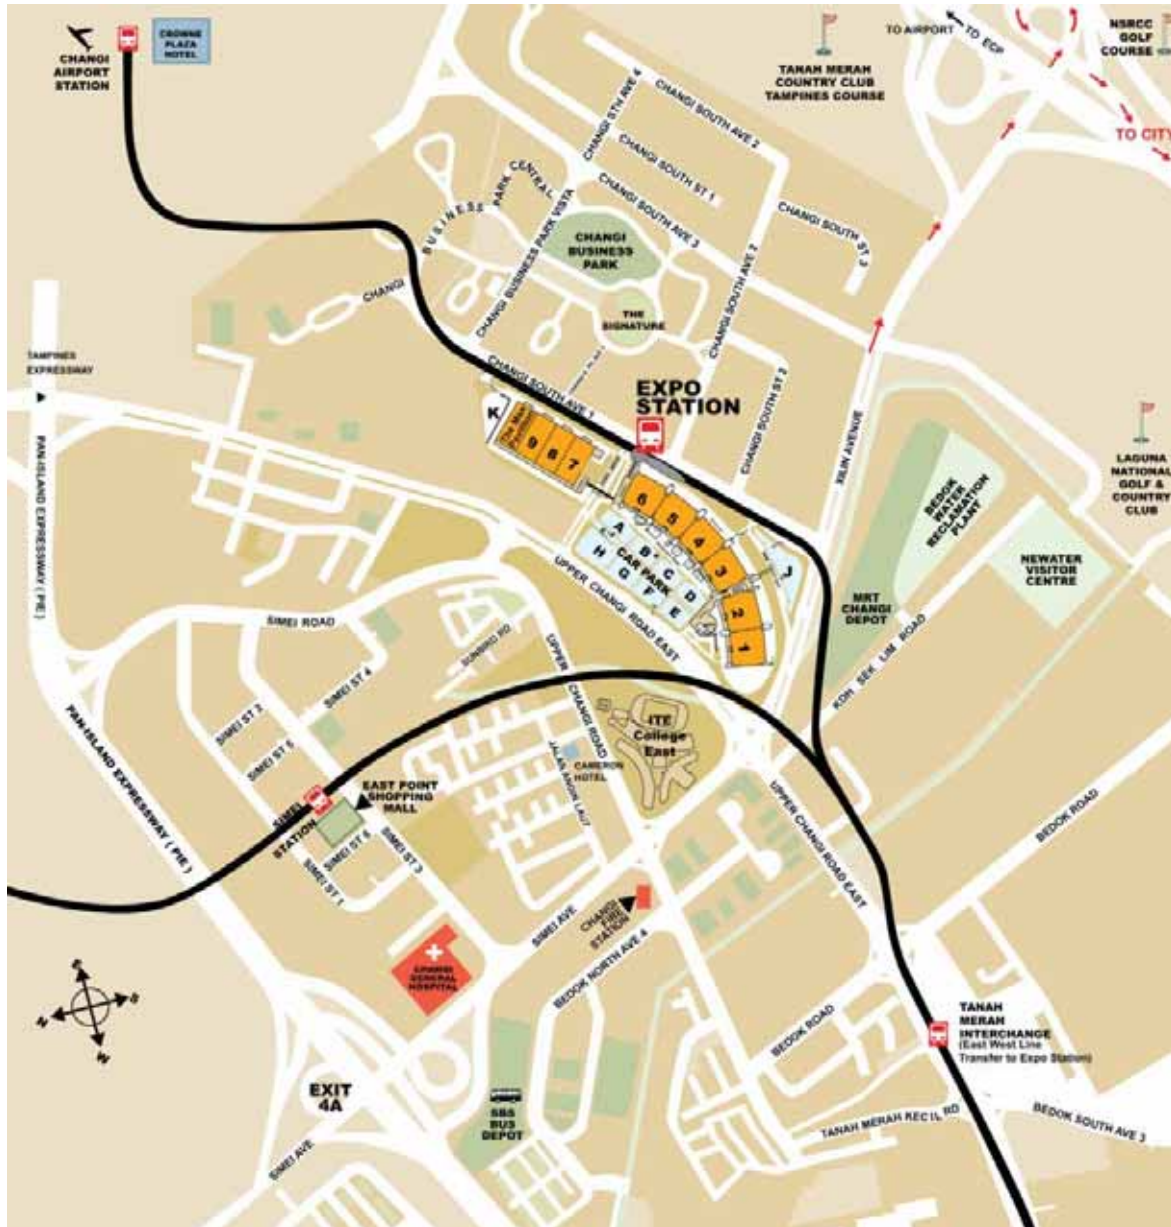 CHANGI
AIRPORT
STATION
CROWNE
PLAZA
HOTEL
TANAH MERAH
COUNTRY CLUB
TAMPINES COURSE
TO AIRPORT
TO ECP
NSRCC
GOLF
COURSE
TO CITY
CHANGI STH AVE 4
CHANGI SOUTH AVE 2
CHANGI SOUTH ST 1
CHANGI SOUTH AVE 3
CHANGI SOUTH ST 3
BUSINESS
PARK
CENTRAL
CHANGI
CHANGI BUSINESS PARK VISTA
CHANGI
BUSINESS
PARK
THE
SIGNATURE
CHANGI SOUTH AVE 2
CHANGI SOUTH AVE 1
CHANGI SOUTH ST 2
TAMPINES
EXPRESSWAY
PAN-ISLAND EXPRESSWAY (PIE)
EXPO
STATION
K
9
8
7
6
5
4
3
2
1
A
B
C
D
E
F
G
H
J
CAR PARK
XILIN AVENUE
BEDOK
WATER
RECLAMATION
PLANT
LAGUNA
NATIONAL
GOLF &
COUNTRY
CLUB
NEWATER
VISITOR
CENTRE
MRT
CHANGI
DEPOT
KOH SEK LIM ROAD
UPPER CHANGI ROAD EAST
SIMEI ROAD
SUNBIRD RD
UPPER CHANGI ROAD
SIMEI ST 4
SIMEI ST 5
ITE
College
East
CAMERON
HOTEL
JALAN ANGIN LAUT
PAN-ISLAND EXPRESSWAY ( PIE )
EAST POINT
SHOPPING
MALL
SIMEI
STATION
SIMEI ST 6
SIMEI ST 3
SIMEI ST 1
UPPER CHANGI ROAD EAST
BEDOK ROAD
SIMEI AVE
CHANGI
FIRE
STATION
BEDOK NORTH AVE 4
CHANGI
GENERAL
HOSPITAL
E
S
N
W
EXIT
4A
SBS
BUS
DEPOT
BEDOK ROAD
TANAH
MERAH
INTERCHANGE
(East West Line
Transfer to Expo Station)
TANAH MERAH KECIL RD
BEDOK SOUTH AVE 3
SIMEI AVE